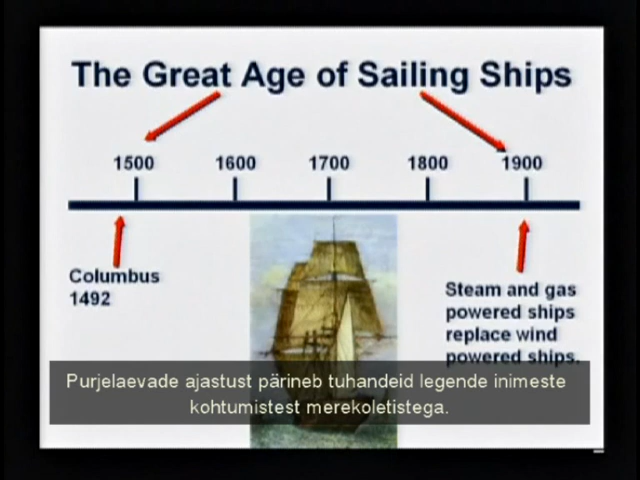 The Great Age of Sailing Ships
1500 1600 1700 1800 1900
Columbus
1492
Steam and gas
powered ships
replace wind
powered ships.
Purjelaevade ajastust pärineb tuhandeid legende inimeste
kohtumistest merekoletistega.